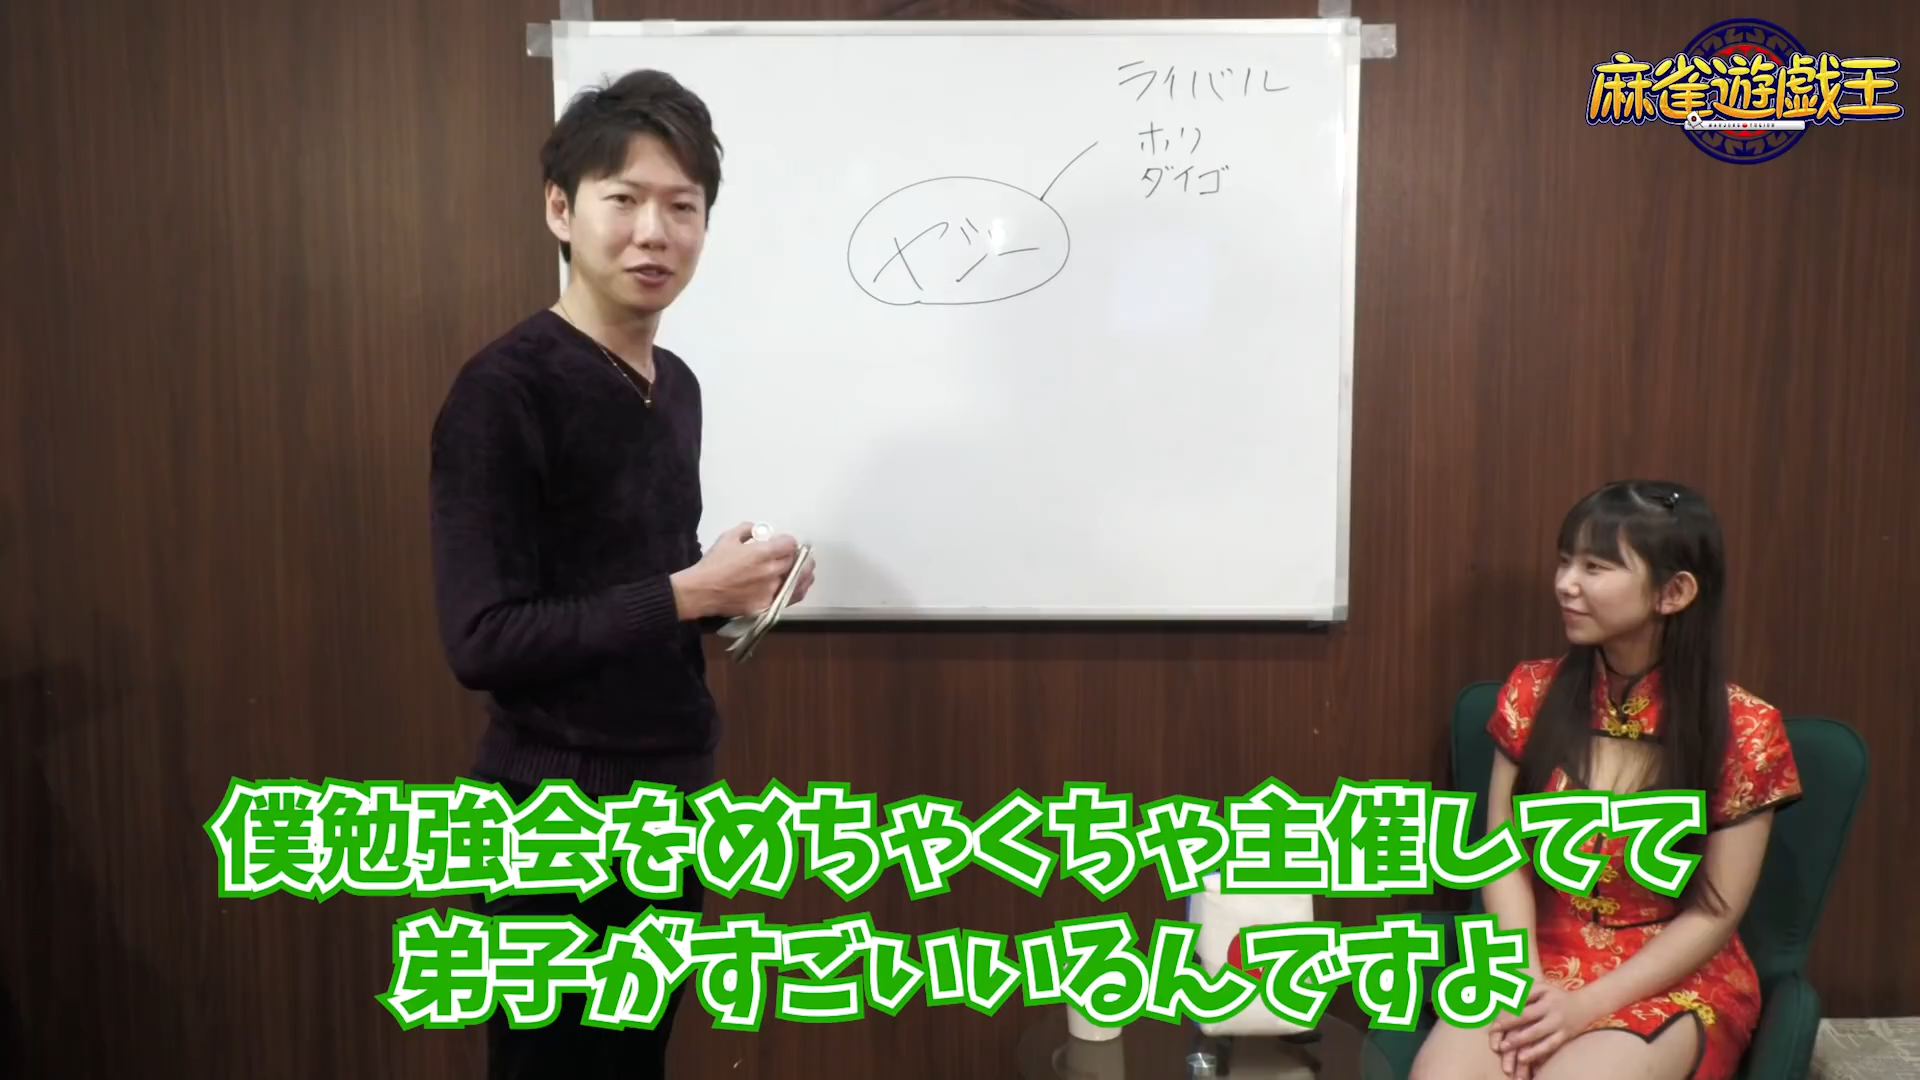 麻雀遊戯王
ライバル
ホリ
ダイゴ
ヤジー
僕勉強会をめちゃくちゃ主催してて
弟子がすごいいるんですよ